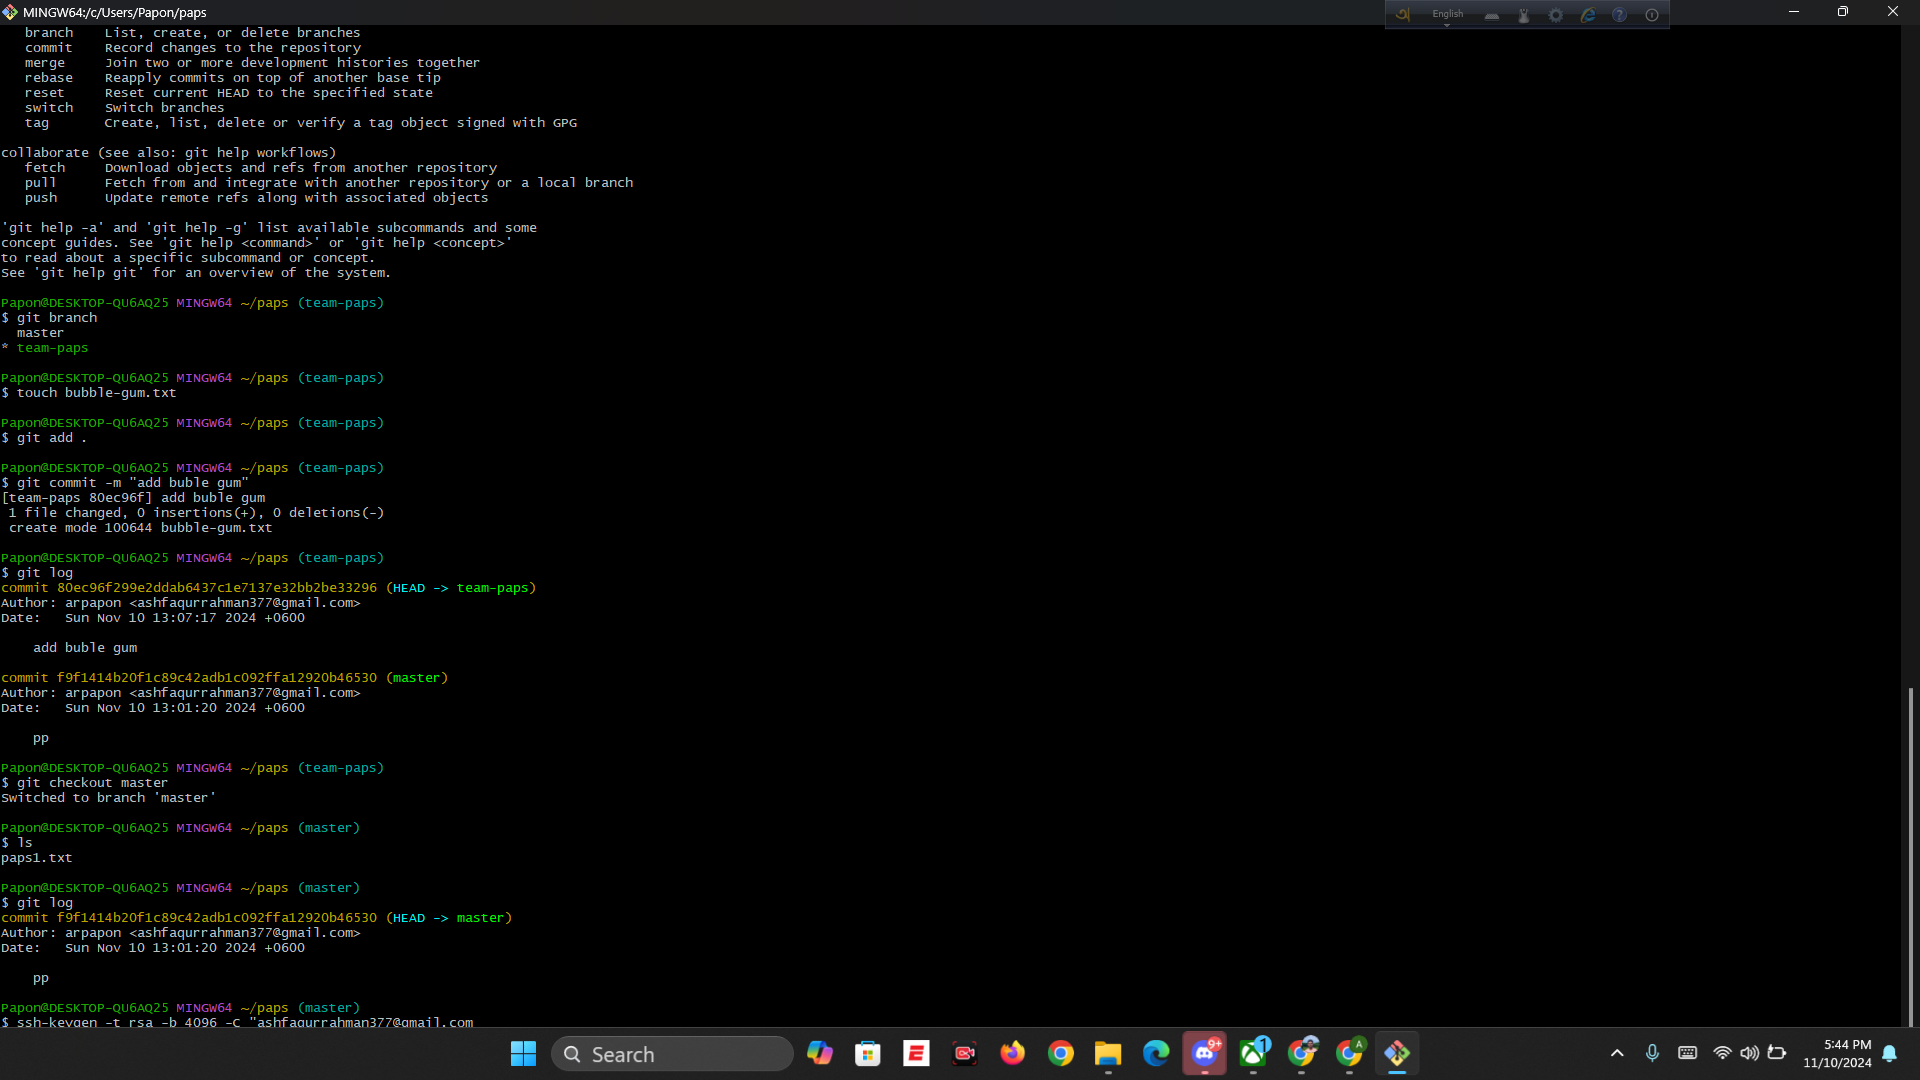 MINGW64:/c/Users/Papon/paps
English
   branch    List, create, or delete branches
   commit    Record changes to the repository
   merge     Join two or more development histories together
   rebase    Reapply commits on top of another base tip
   reset     Reset current HEAD to the specified state
   switch    Switch branches
   tag       Create, list, delete or verify a tag object signed with GPG
collaborate (see also: git help workflows)
   fetch     Download objects and refs from another repository
   pull      Fetch from and integrate with another repository or a local branch
   push      Update remote refs along with associated objects
'git help -a' and 'git help -g' list available subcommands and some
concept guides. See 'git help <command>' or 'git help <concept>'
to read about a specific subcommand or concept.
See 'git help git' for an overview of the system.
Papon@DESKTOP-QU6AQ25 MINGW64 ~/paps (team-paps)
$ git branch
  master
* team-paps
Papon@DESKTOP-QU6AQ25 MINGW64 ~/paps (team-paps)
$ touch bubble-gum.txt
Papon@DESKTOP-QU6AQ25 MINGW64 ~/paps (team-paps)
$ git add .
Papon@DESKTOP-QU6AQ25 MINGW64 ~/paps (team-paps)
$ git commit -m "add buble gum"
[team-paps 80ec96f] add buble gum
 1 file changed, 0 insertions(+), 0 deletions(-)
 create mode 100644 bubble-gum.txt
Papon@DESKTOP-QU6AQ25 MINGW64 ~/paps (team-paps)
$ git log
commit 80ec96f299e2ddab6437c1e7137e32bb2be33296 (HEAD -> team-paps)
Author: arpapon <ashfaqurrahman377@gmail.com>
Date:   Sun Nov 10 13:07:17 2024 +0600
    add buble gum
commit f9f1414b20f1c89c42adb1c092ffa12920b46530 (master)
Author: arpapon <ashfaqurrahman377@gmail.com>
Date:   Sun Nov 10 13:01:20 2024 +0600
    pp
Papon@DESKTOP-QU6AQ25 MINGW64 ~/paps (team-paps)
$ git checkout master
Switched to branch 'master'
Papon@DESKTOP-QU6AQ25 MINGW64 ~/paps (master)
$ ls
paps1.txt
Papon@DESKTOP-QU6AQ25 MINGW64 ~/paps (master)
$ git log
commit f9f1414b20f1c89c42adb1c092ffa12920b46530 (HEAD -> master)
Author: arpapon <ashfaqurrahman377@gmail.com>
Date:   Sun Nov 10 13:01:20 2024 +0600
    pp
Papon@DESKTOP-QU6AQ25 MINGW64 ~/paps (master)
$ ssh-keygen -t rsa -b 4096 -C "ashfaqurrahman377@gmail.com
Search
9+
1
A
5:44 PM
11/10/2024